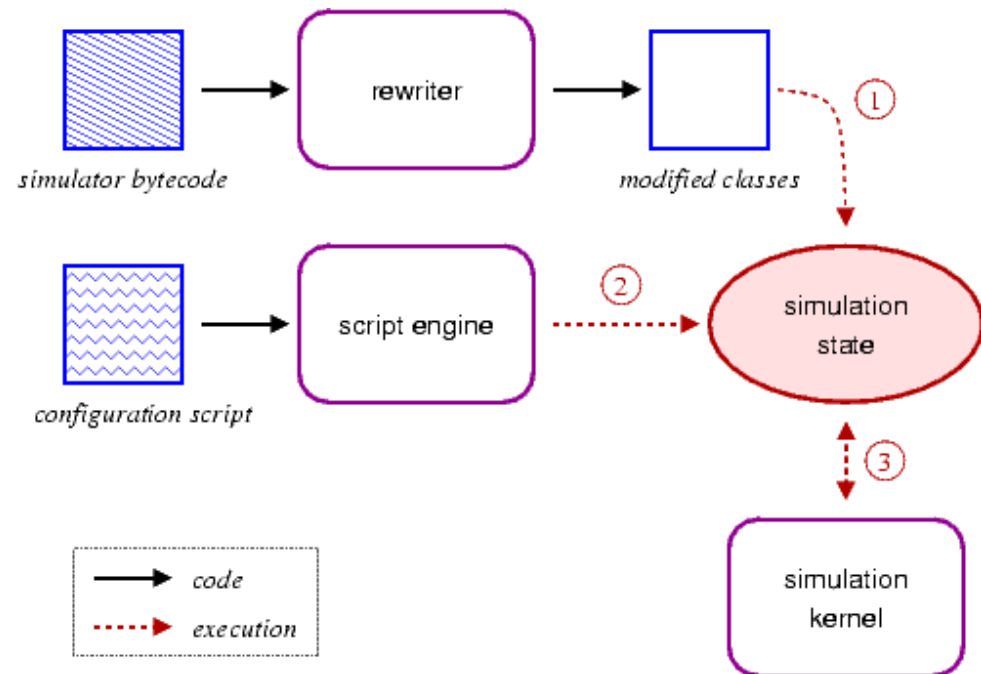 rewriter
1
simulator bytecode
modified classes
2
script engine
simulation
state
configuration script
3
code
execution
simulation
kernel